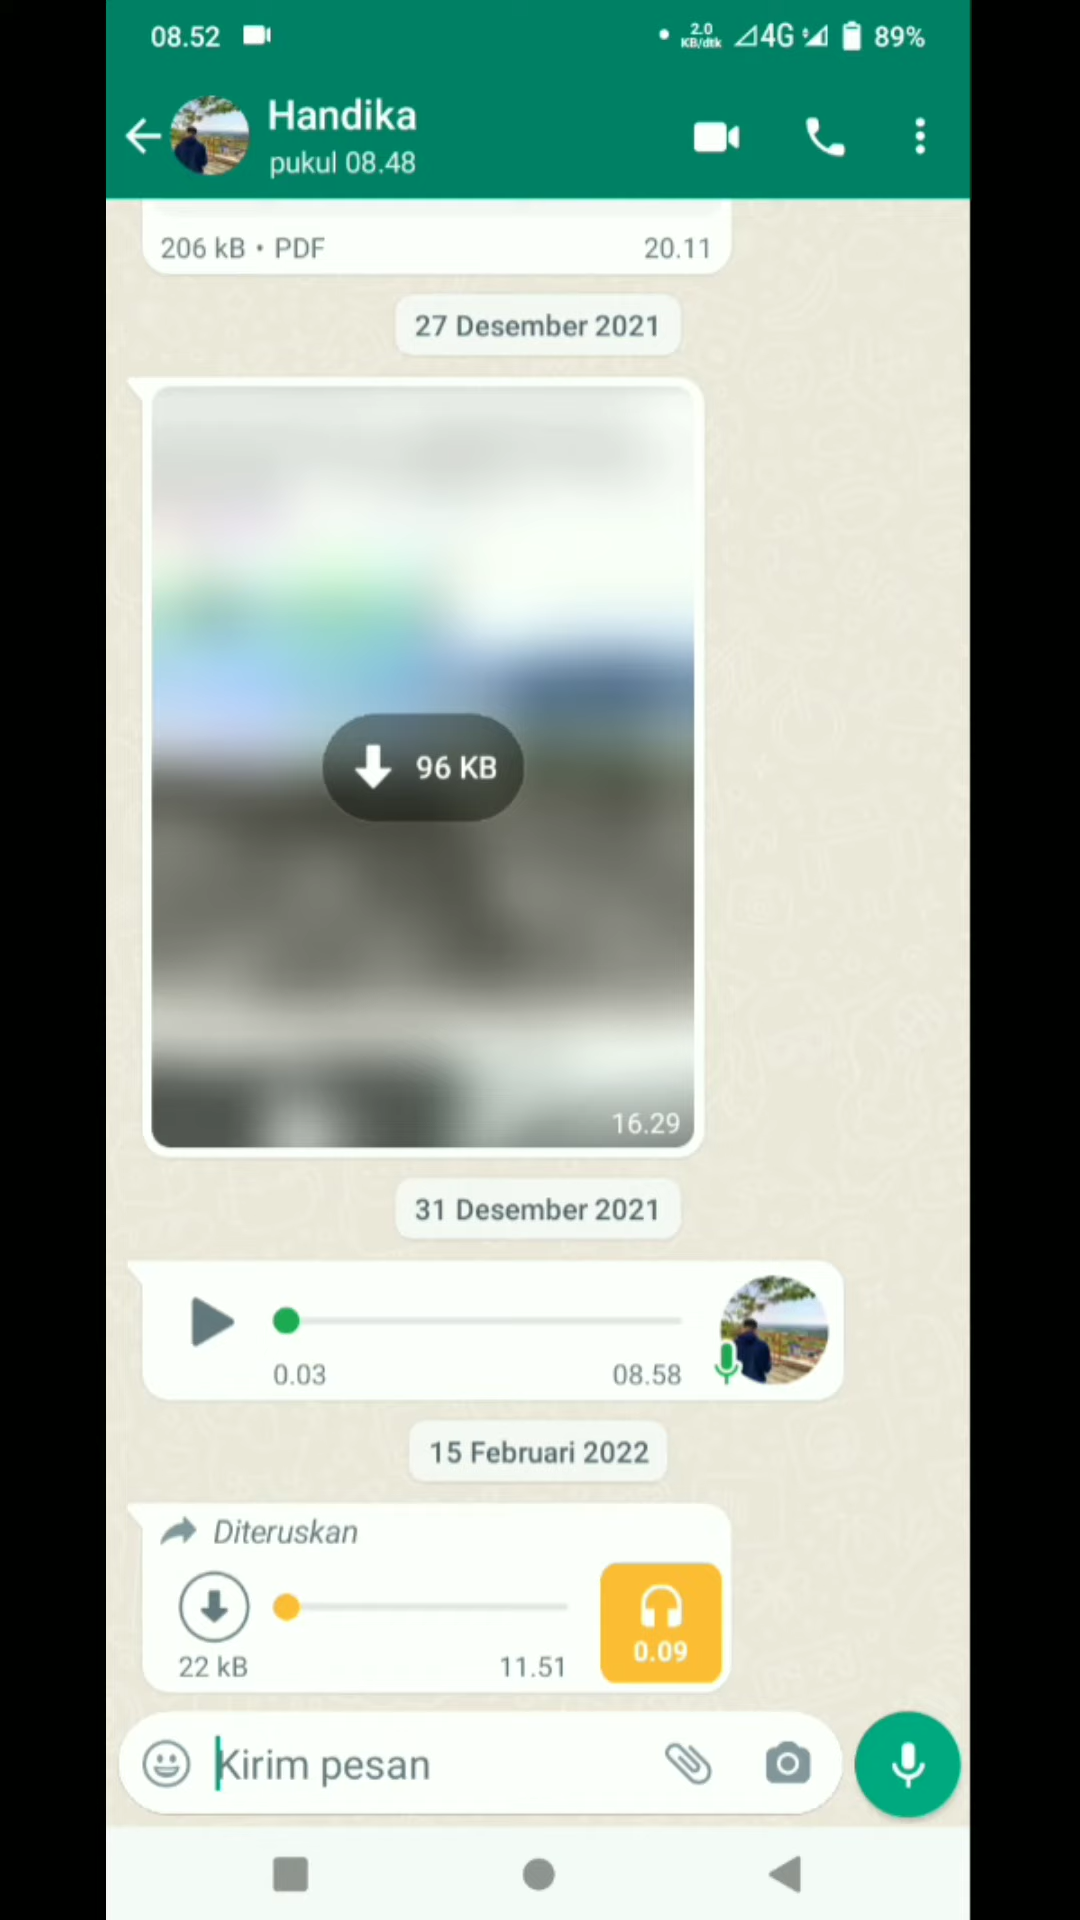 08.52
2.0 KB/dtk 4G 89%
Handika
pukul 08.48
206 kB • PDF 20.11
27 Desember 2021
96 KB
16.29
31 Desember 2021
0.03 08.58
15 Februari 2022
Diteruskan
22 kB 11.51 0.09
Kirim pesan